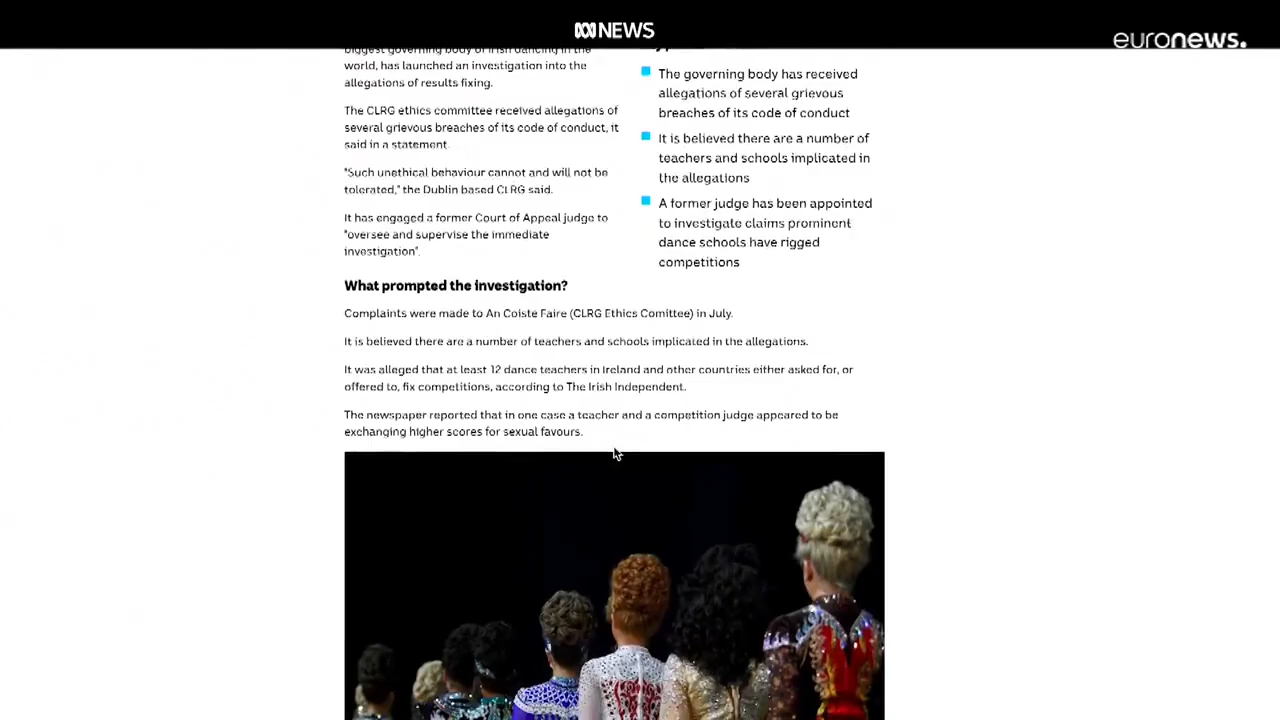 NEWS
euronews.
biggest governing body of Irish dancing in the
world, has launched an investigation into the
allegations of results fixing.
The CLRG ethics committee received allegations of
several grievous breaches of its code of conduct, it
said in a statement.
"Such unethical behaviour cannot and will not be
tolerated," the Dublin based CLRG said.
It has engaged a former Court of Appeal judge to
"oversee and supervise the immediate
investigation".
The governing body has received
allegations of several grievous
breaches of its code of conduct
It is believed there are a number of
teachers and schools implicated in
the allegations
A former judge has been appointed
to investigate claims prominent
dance schools have rigged
competitions
What prompted the investigation?
Complaints were made to An Coiste Faire (CLRG Ethics Comittee) in July.
It is believed there are a number of teachers and schools implicated in the allegations.
It was alleged that at least 12 dance teachers in Ireland and other countries either asked for, or
offered to, fix competitions, according to The Irish Independent.
The newspaper reported that in one case a teacher and a competition judge appeared to be
exchanging higher scores for sexual favours.